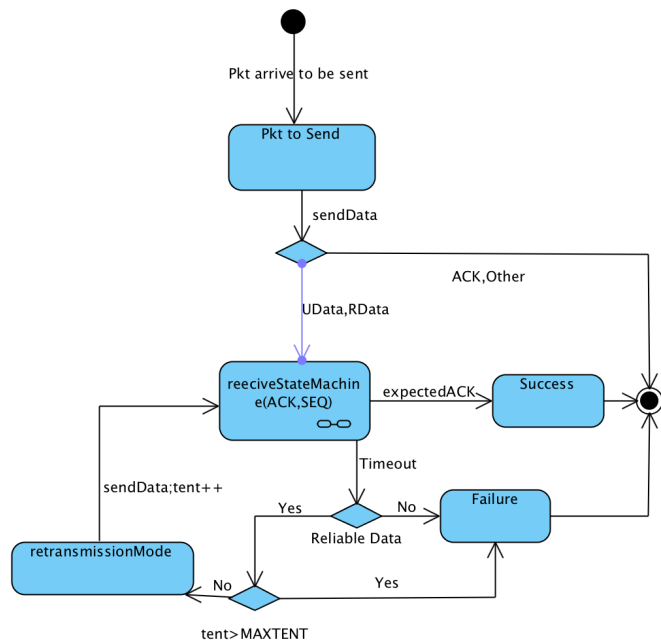 Pkt arrive to be sent
Pkt to Send
sendData
ACK,Other
UData,RData
reeciveStateMachin
e(ACK,SEQ)
expectedACK
Success
Timeout
sendData;tent++
Yes
No
Failure
Reliable Data
retransmissionMode
No
Yes
tent>MAXTENT